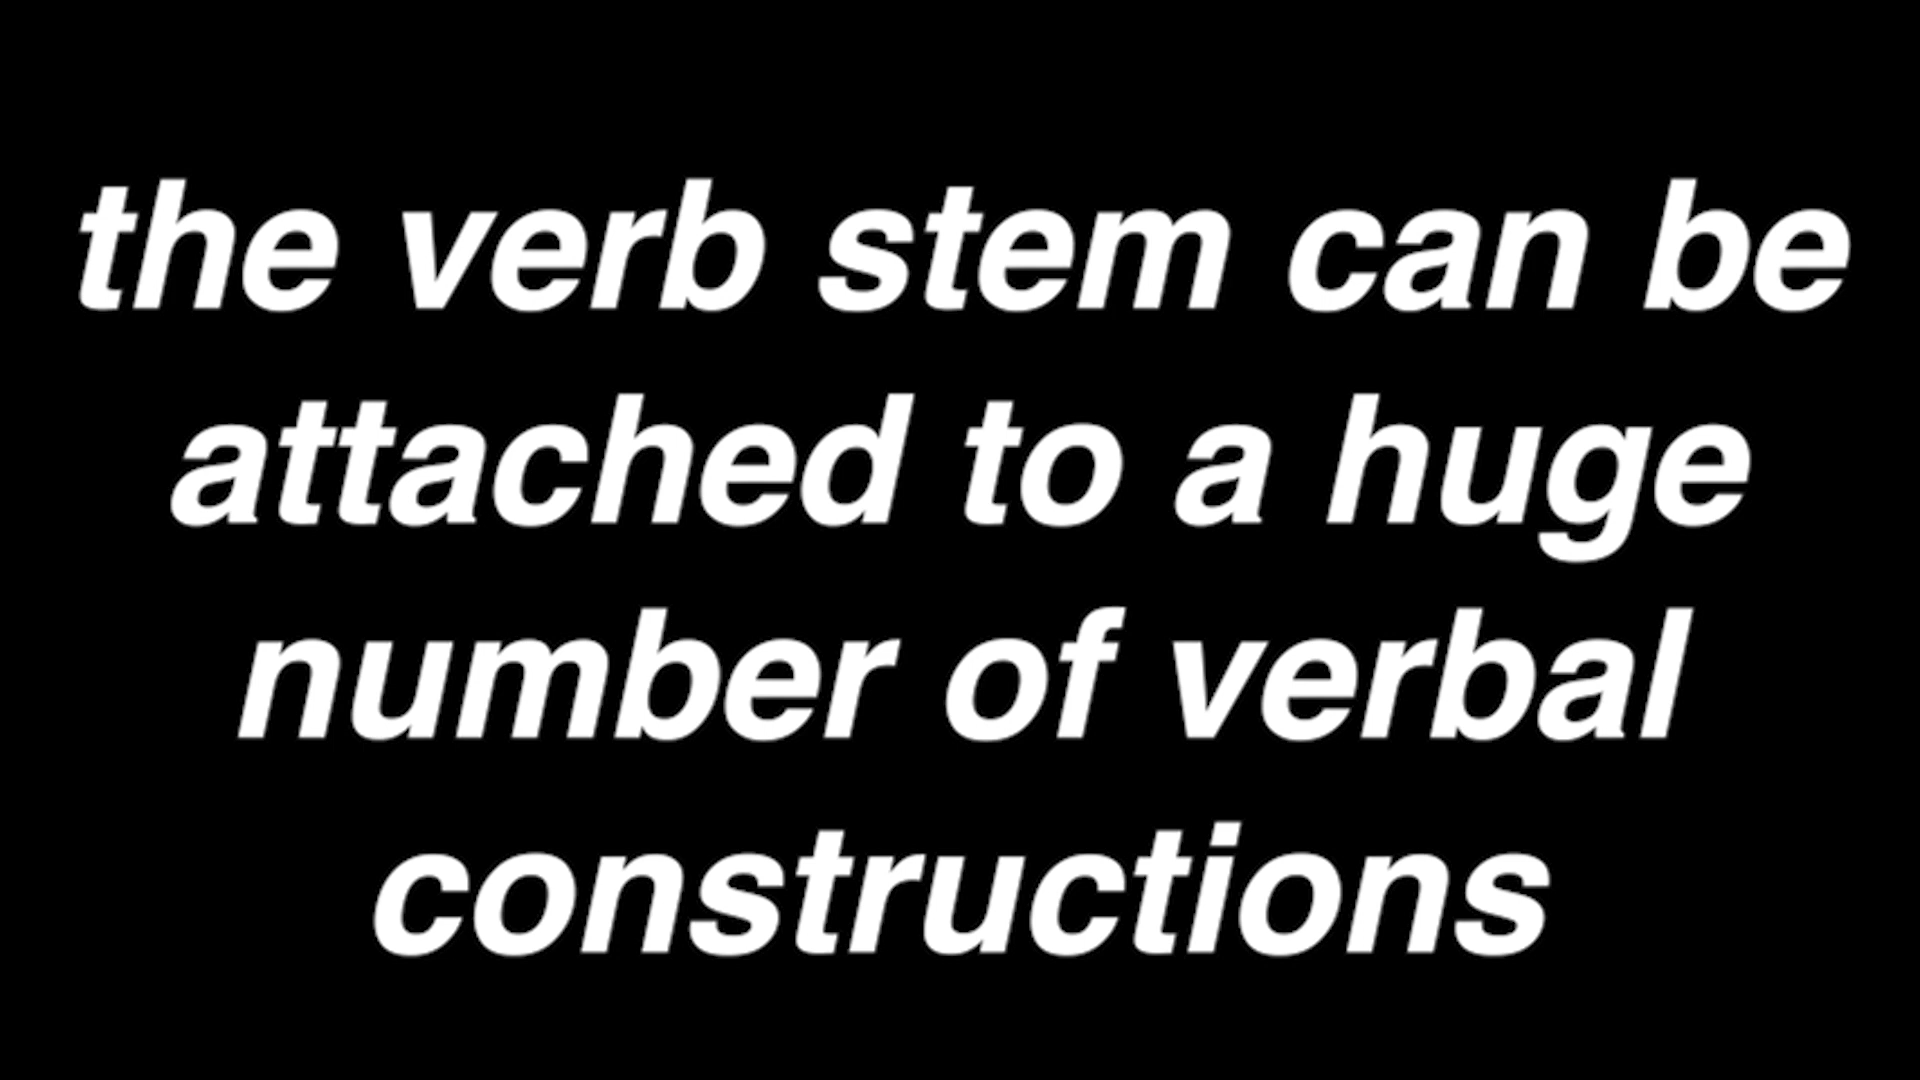 the verb stem can be
attached to a huge
number of verbal
constructions